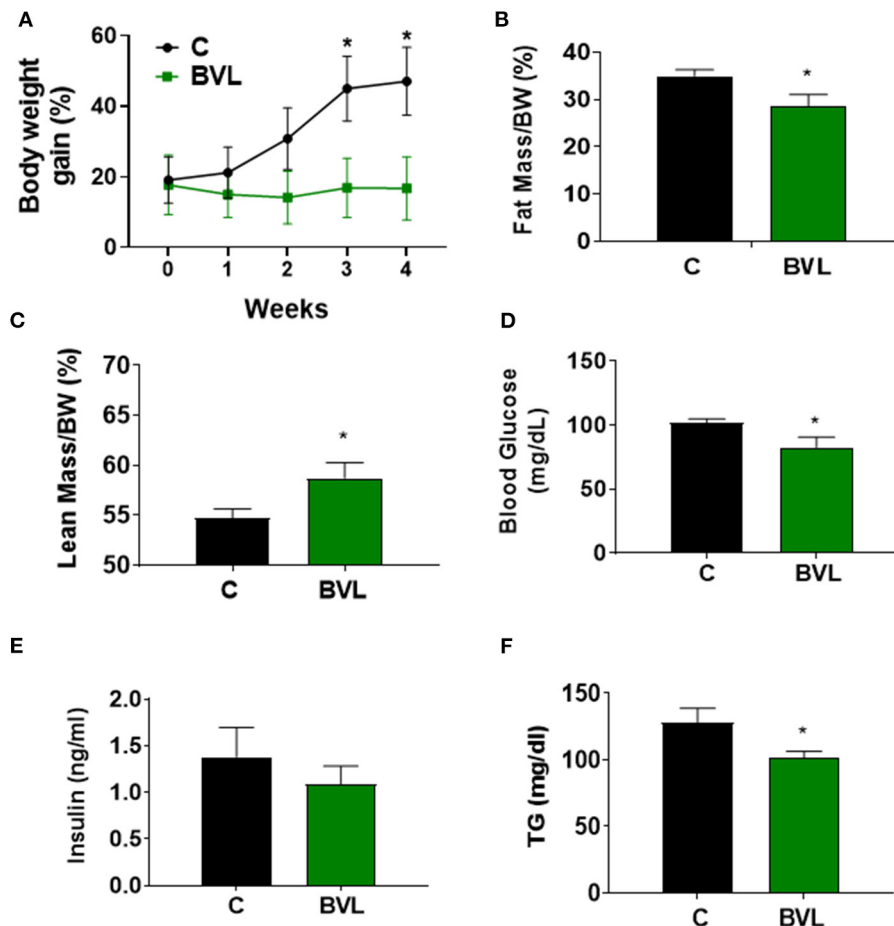 A
Body weight
gain (%)
60
40
20
0
C
BVL
*
*
0 1 2 3 4
Weeks
B
Fat Mass/BW (%)
40
30
20
10
0
*
C BVL
C
Lean Mass/BW (%)
70
65
60
55
50
*
C BVL
D
Blood Glucose
(mg/dL)
150
100
50
0
*
C BVL
E
Insulin (ng/ml)
2.0
1.5
1.0
0.5
0.0
C BVL
F
TG (mg/dl)
150
100
50
0
*
C BVL